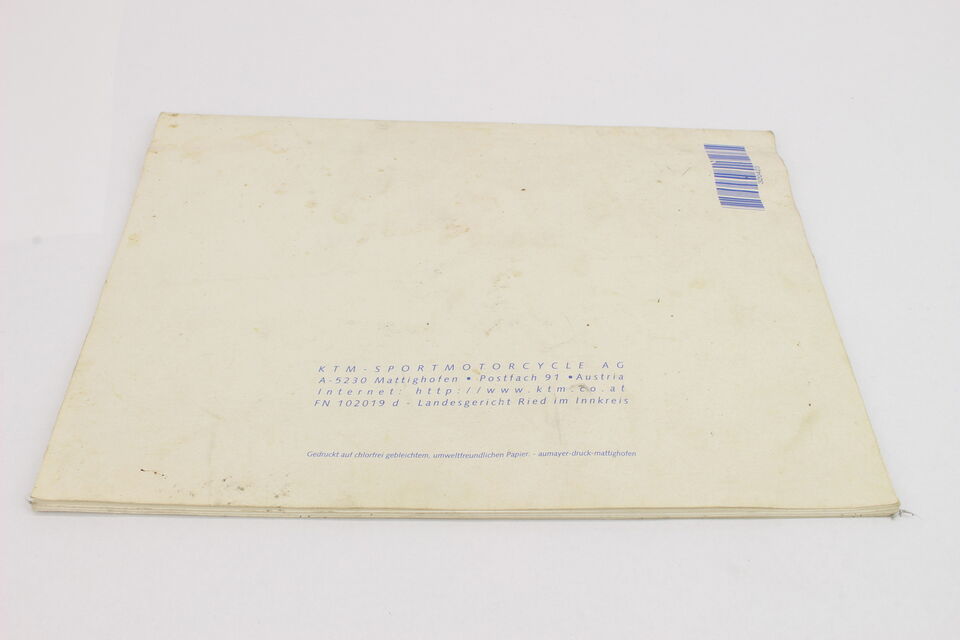 KTM-SPORTMOTORCYCLE AG
A-5230 Mattighofen • Postfach 91 •Austria
Internet: http://www.ktm.co.at
FN 102019 d - Landesgericht Ried im Innkreis
Gedruckt auf chlorfrei gebleichtem, umweltfreundlichen Papier. - aumayer-druck-mattighofen